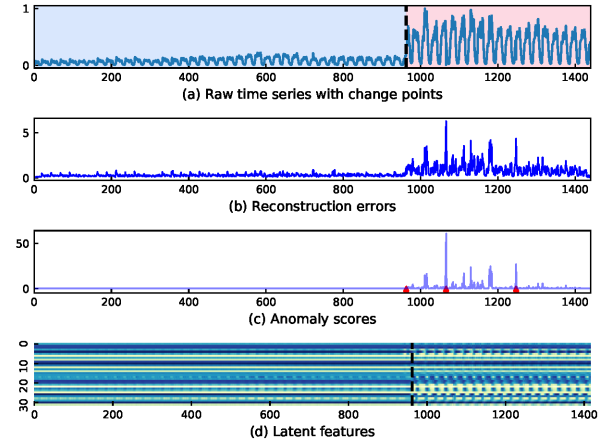 1
0
0 200 400 600 800 1000 1200 1400
(a) Raw time series with change points
5
0
0 200 400 600 800 1000 1200 1400
(b) Reconstruction errors
50
0
0 200 400 600 800 1000 1200 1400
(c) Anomaly scores
0
10
20
30
0 200 400 600 800 1000 1200 1400
(d) Latent features